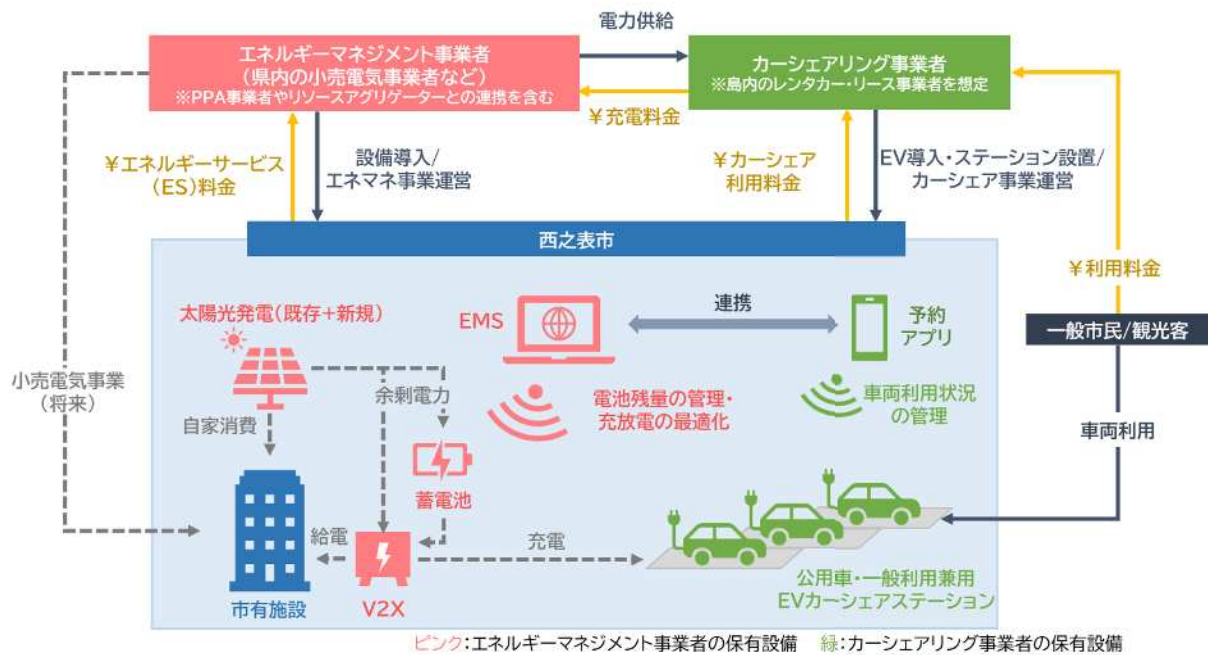 電力供給
エネルギーマネジメント事業者
(県内の小売電気事業者など)
※PPA事業者やリソースアグリゲーターとの連携を含む
カーシェアリング事業者
※島内のレンタカー・リース事業者を想定
¥充電料金
¥エネルギーサービス
(ES)料金
設備導入/
エネマネ事業運営
¥カーシェア
利用料金
EV導入・ステーション設置/
カーシェア事業運営
西之表市
¥利用料金
太陽光発電(既存+新規)
EMS
連携
予約
アプリ
一般市民/観光客
小売電気事業
(将来)
余剰電力
自家消費
電池残量の管理・
充放電の最適化
車両利用状況
の管理
車両利用
蓄電池
給電
充電
市有施設
V2X
公用車・一般利用兼用
EVカーシェアステーション
ピンク:エネルギーマネジメント事業者の保有設備 緑:カーシェアリング事業者の保有設備